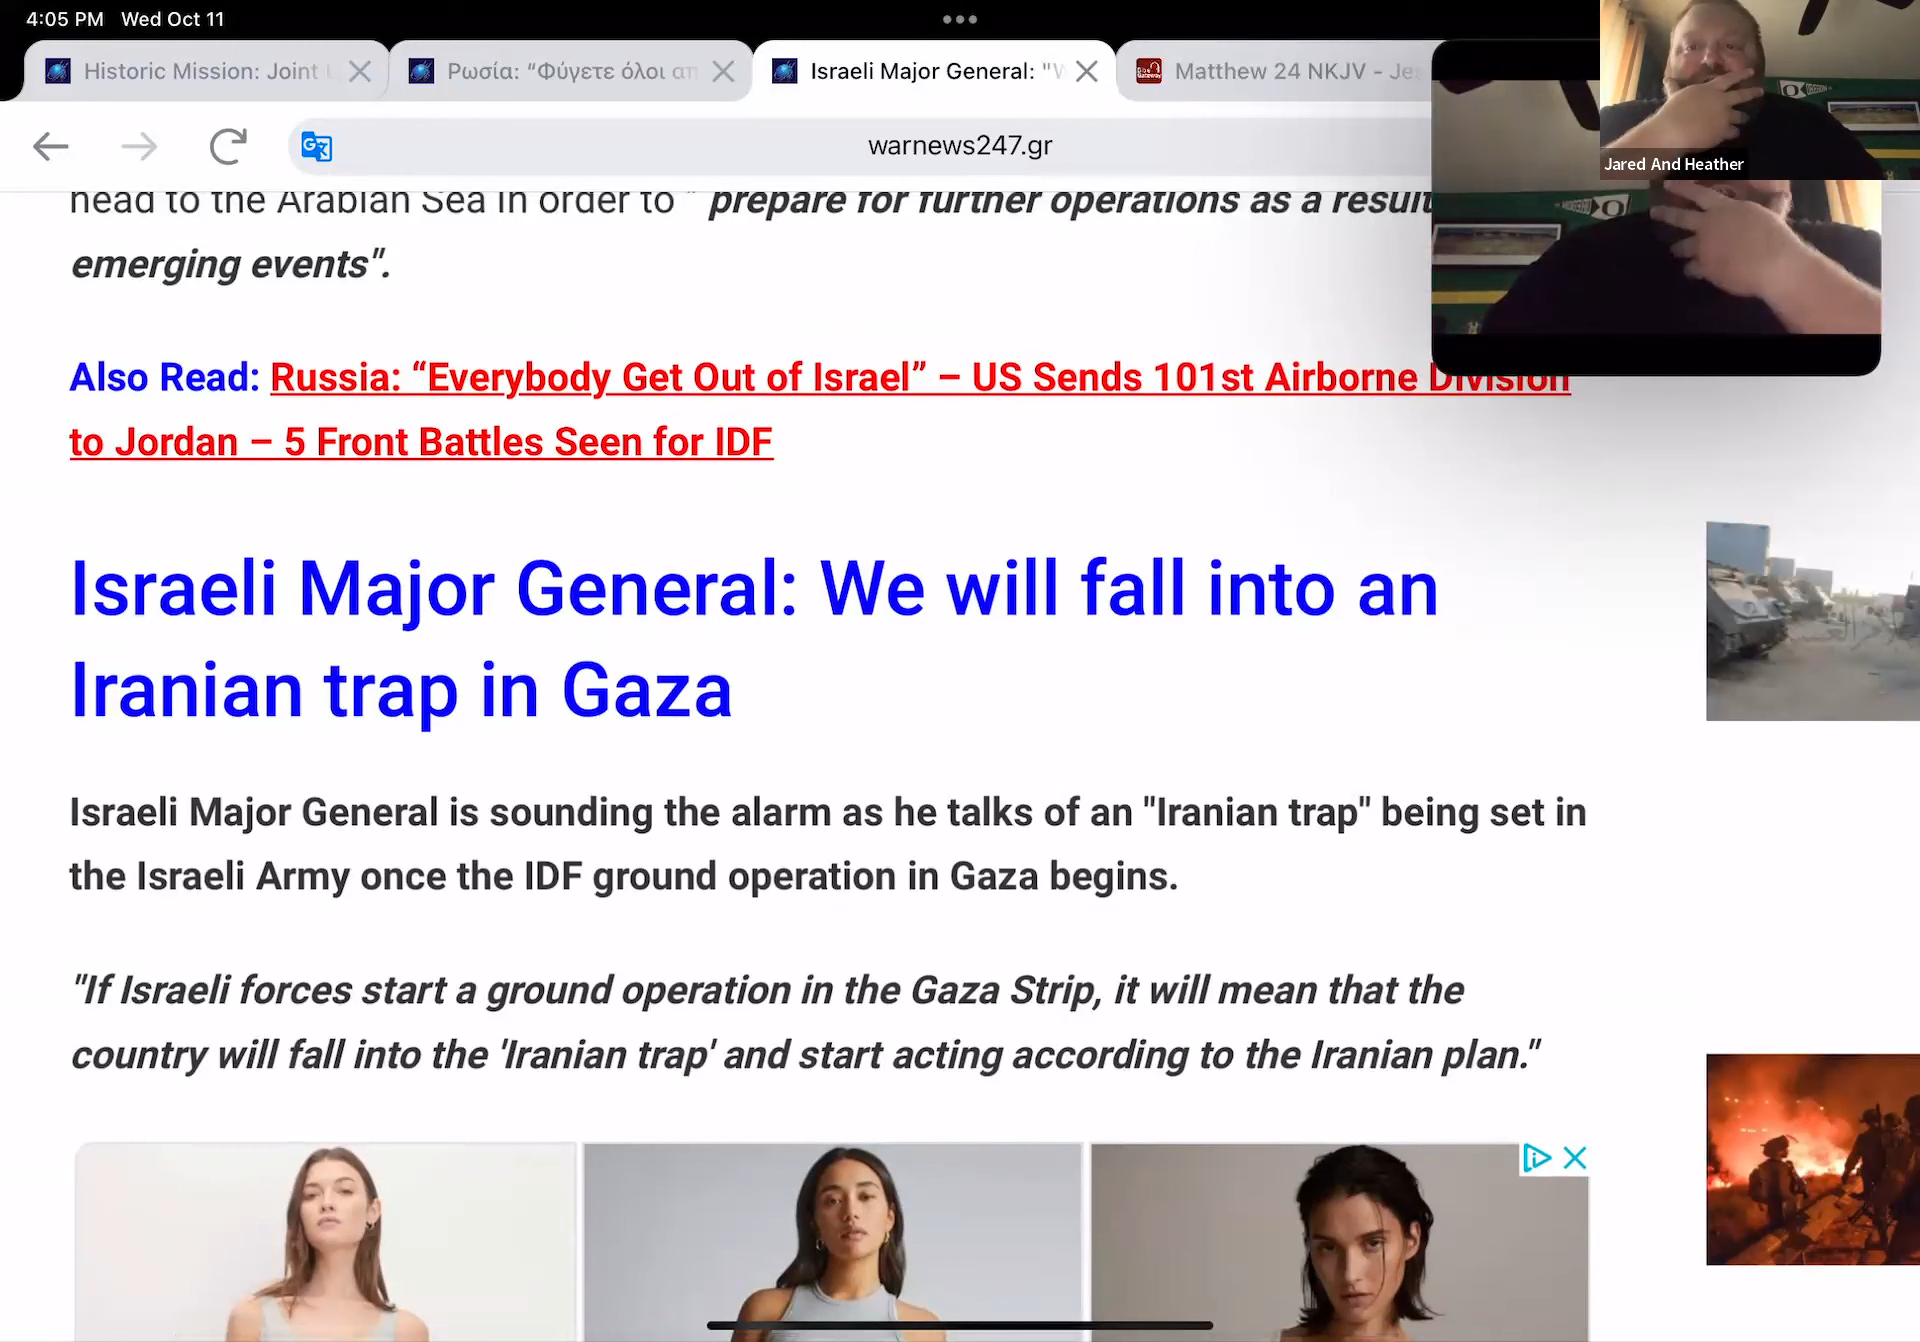 4:05 PM Wed Oct 11
Historic Mission: Joint
Ρωσία: “Φύγετε όλοι απ
Israeli Major General: "W
Matthew 24 NKJV - Jes
warnews247.gr
Jared And Heather
head to the Arabian Sea in order to " prepare for further operations as a result
emerging events".
Also Read: Russia: “Everybody Get Out of Israel” – US Sends 101st Airborne Division
to Jordan – 5 Front Battles Seen for IDF
Israeli Major General: We will fall into an
Iranian trap in Gaza
Israeli Major General is sounding the alarm as he talks of an "Iranian trap" being set in
the Israeli Army once the IDF ground operation in Gaza begins.
"If Israeli forces start a ground operation in the Gaza Strip, it will mean that the
country will fall into the 'Iranian trap' and start acting according to the Iranian plan."